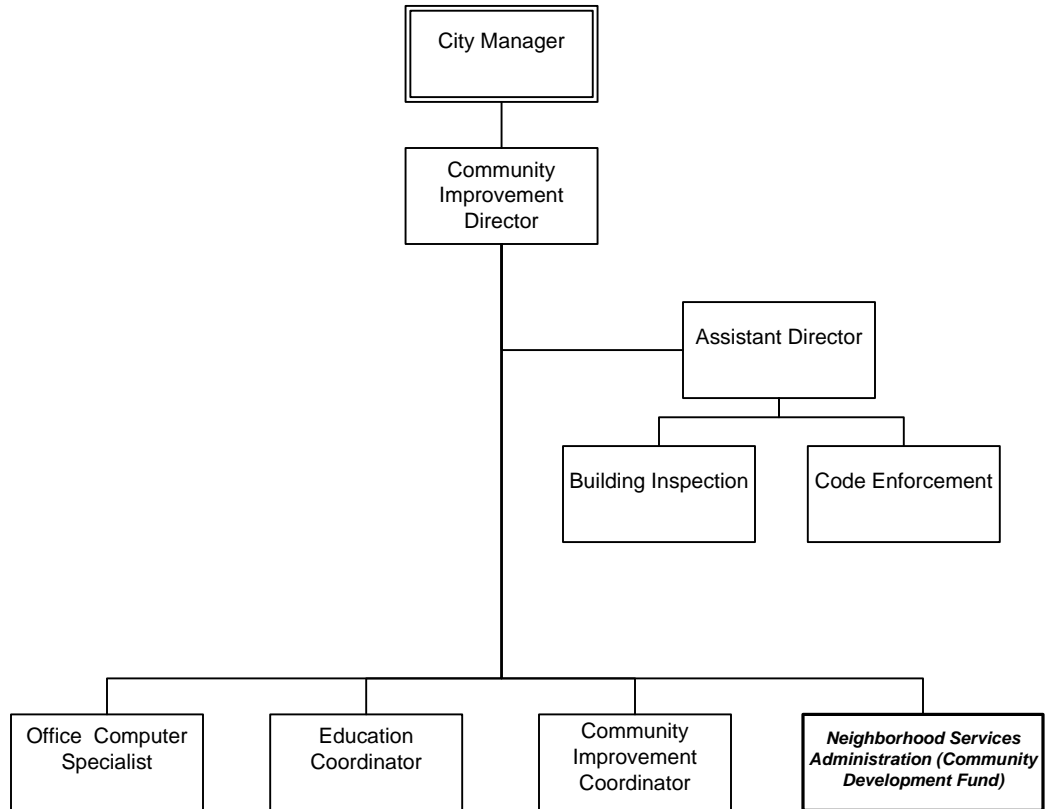 City Manager
Community
Improvement
Director
Assistant Director
Building Inspection
Code Enforcement
Office Computer
Specialist
Education
Coordinator
Community
Improvement
Coordinator
Neighborhood Services
Administration (Community
Development Fund)